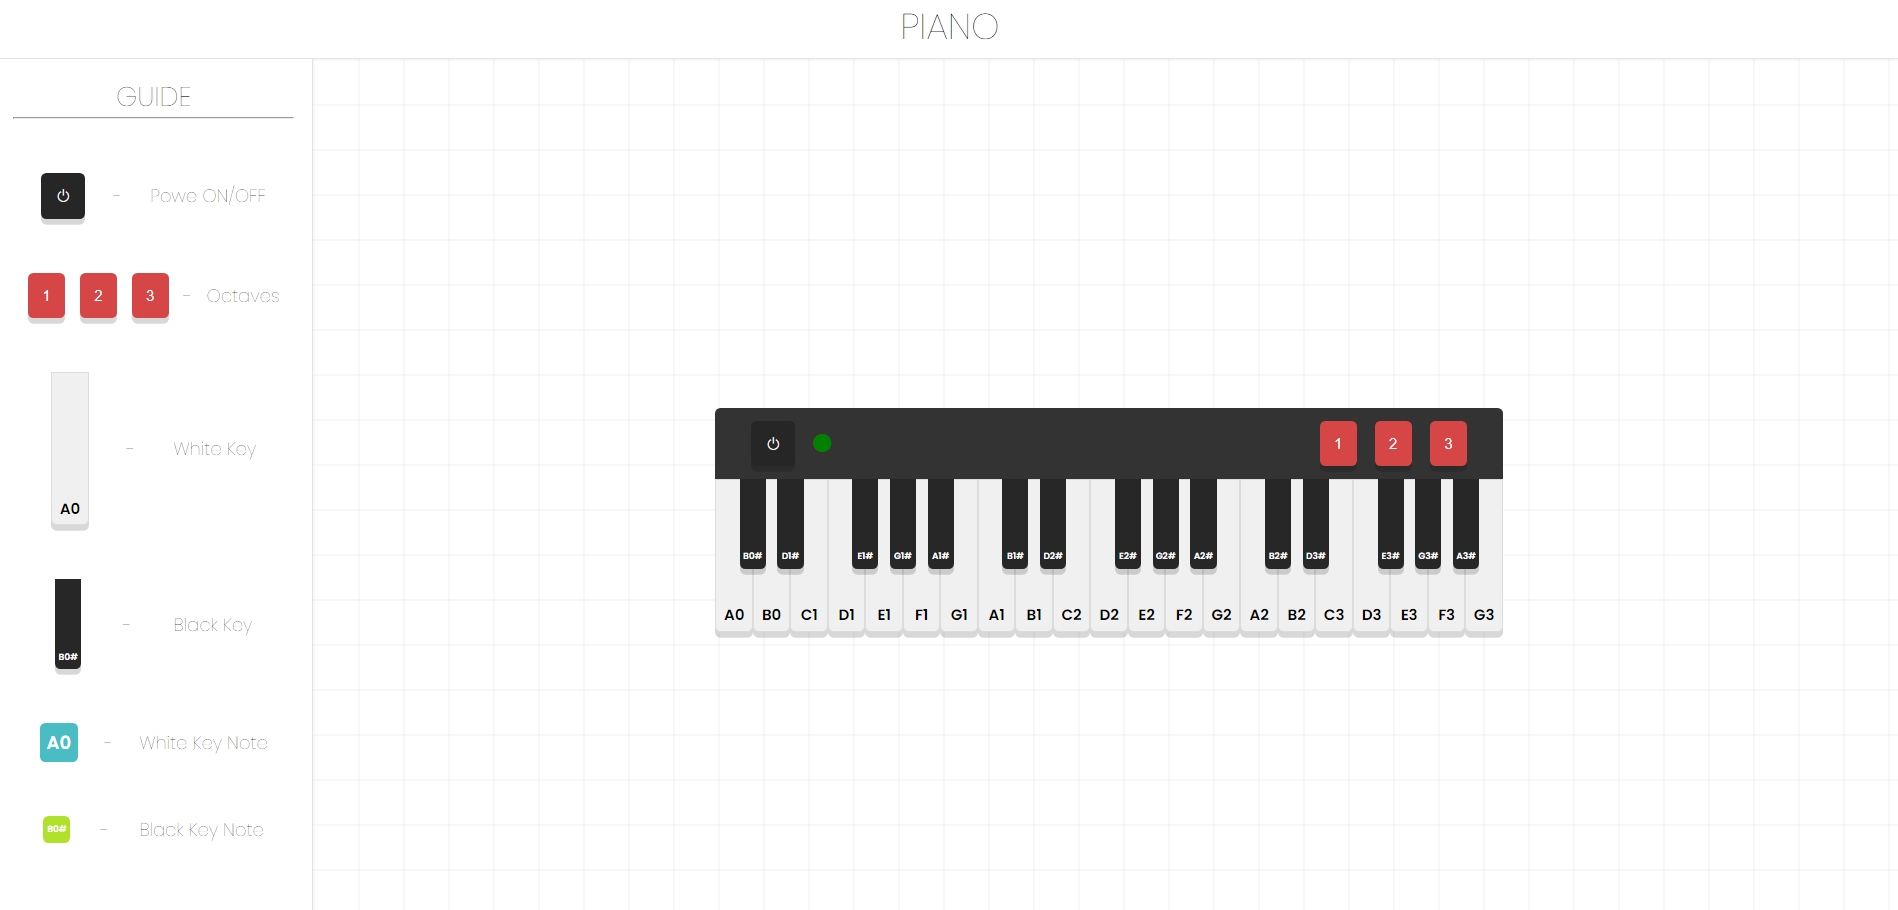 PIANO
GUIDE
- Powe ON/OFF
1 2 3 - Octaves
A0 - White Key
B0# - Black Key
A0 - White Key Note
B0# - Black Key Note
1 2 3
B0# D1# E1# G1# A1# B1# D2# E2# G2# A2# B2# D3# E3# G3# A3#
A0 B0 C1 D1 E1 F1 G1 A1 B1 C2 D2 E2 F2 G2 A2 B2 C3 D3 E3 F3 G3